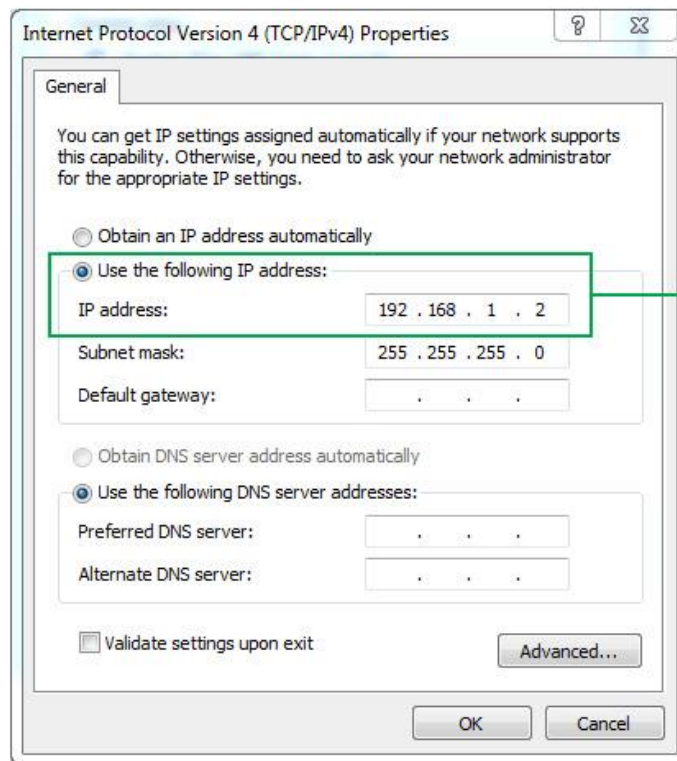 Internet Protocol Version 4 (TCP/IPv4) Properties
General
You can get IP settings assigned automatically if your network supports
this capability. Otherwise, you need to ask your network administrator
for the appropriate IP settings.
Obtain an IP address automatically
Use the following IP address:
IP address: 192 . 168 . 1 . 2
Subnet mask: 255 . 255 . 255 . 0
Default gateway: . . .
Obtain DNS server address automatically
Use the following DNS server addresses:
Preferred DNS server: . . .
Alternate DNS server: . . .
Validate settings upon exit
Advanced...
OK Cancel